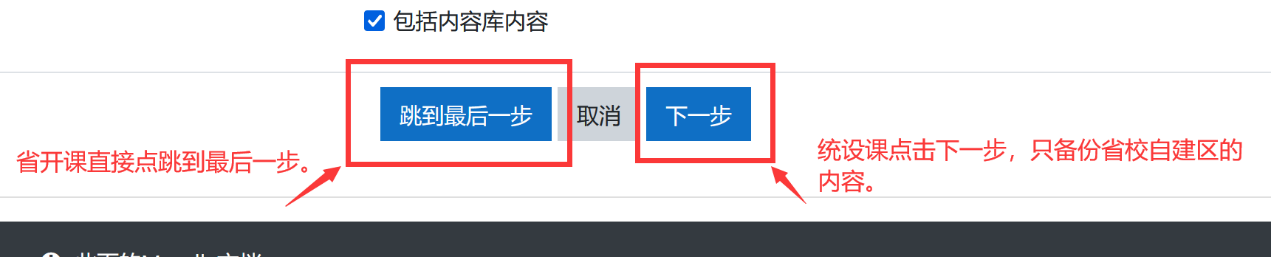 包括内容库内容
跳到最后一步 取消 下一步
省开课直接点跳到最后一步。
统设课点击下一步，只备份省校自建区的
内容。